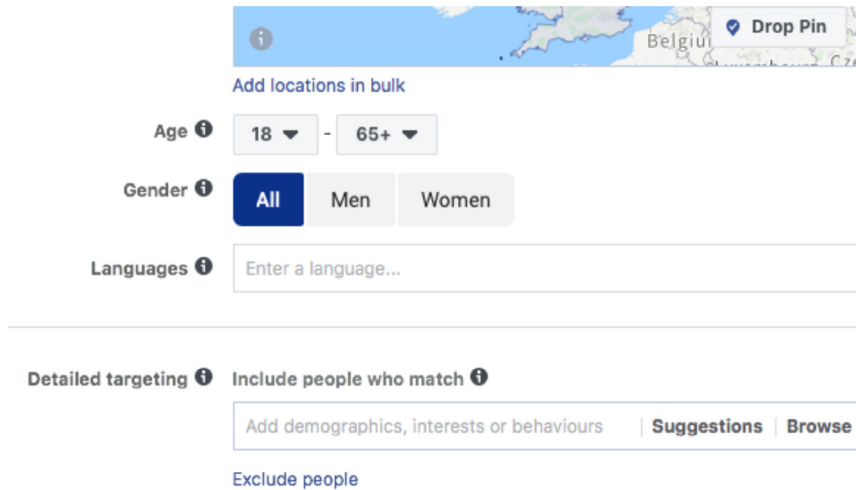 Drop Pin
Add locations in bulk
Age
18 - 65+
Gender
All Men Women
Languages
Enter a language...
Detailed targeting Include people who match
Add demographics, interests or behaviours | Suggestions | Browse
Exclude people